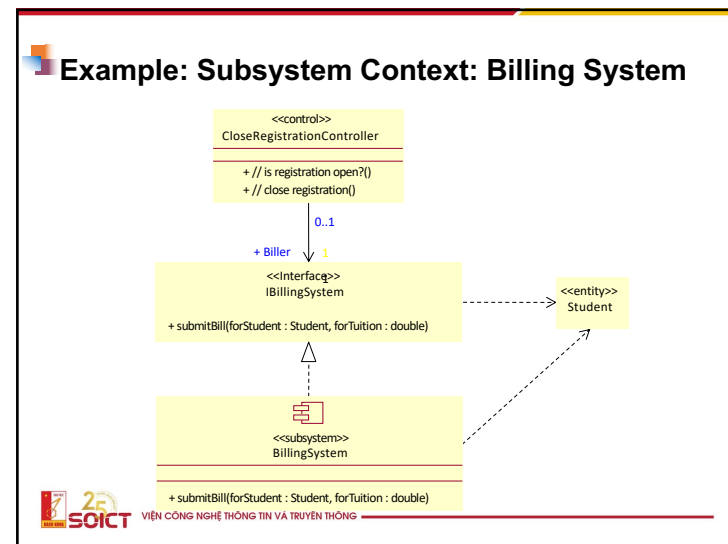 Example: Subsystem Context: Billing System
<<control>>
CloseRegistrationController
+ // is registration open?()
+ // close registration()
0..1
+ Biller
1
<<Interface>>
1
IBillingSystem
+ submitBill(forStudent : Student, forTuition : double)
<<entity>>
Student
<<subsystem>>
BillingSystem
+ submitBill(forStudent : Student, forTuition : double)
25
SOICT
VIỆN CÔNG NGHỆ THÔNG TIN VÀ TRUYỀN THÔNG